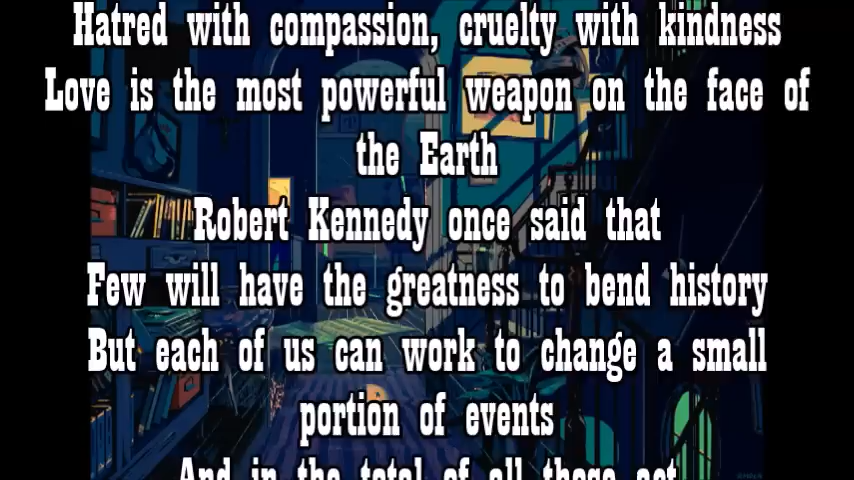 Hatred with compassion, cruelty with kindness
Love is the most powerful weapon on the face of
the Earth
Robert Kennedy once said that
Few will have the greatness to bend history
But each of us can work to change a small
portion of events
And in the total of all those act